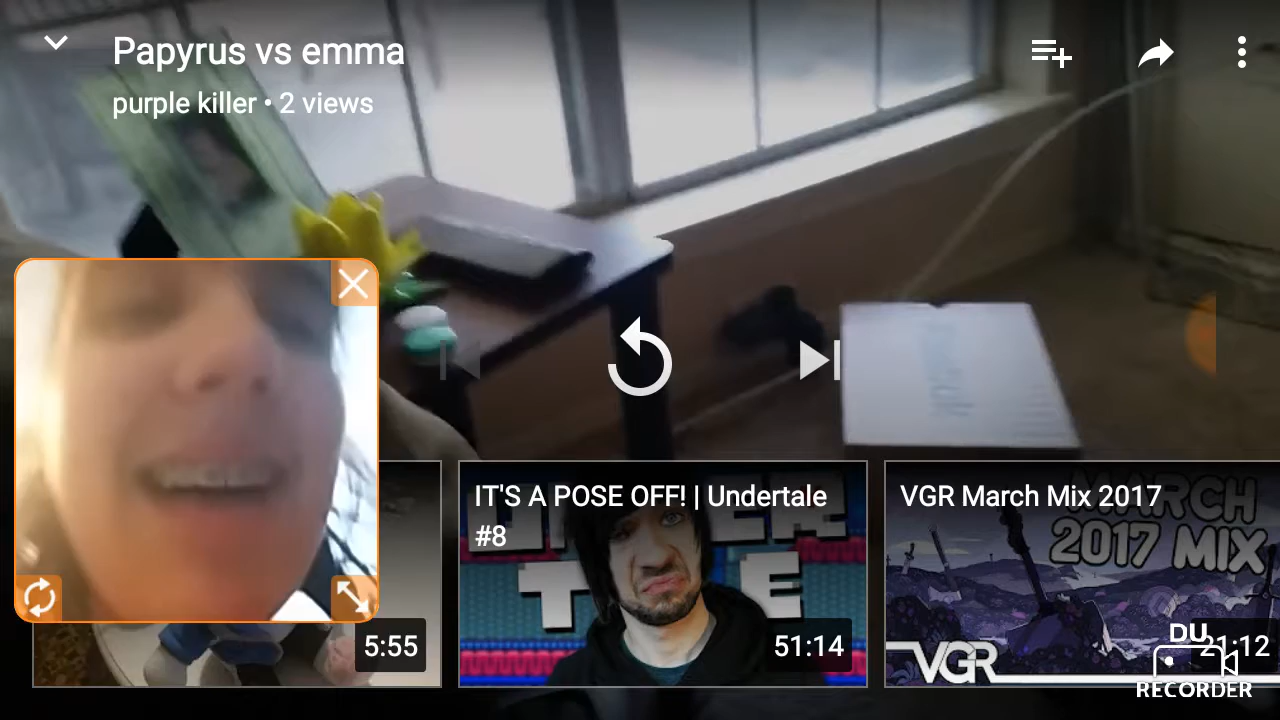 Papyrus vs emma
purple killer • 2 views
IT'S A POSE OFF! | Undertale
#8
VGR March Mix 2017
MARCH
2017 MIX
5:55
51:14
21:12
VGR
DU
RECORDER